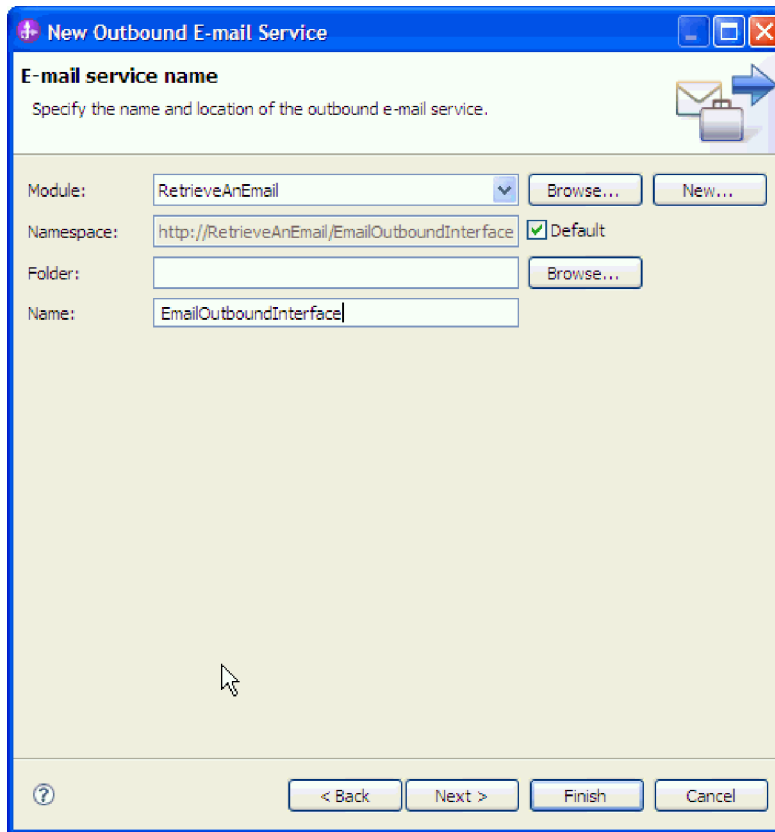 New Outbound E-mail Service
E-mail service name
Specify the name and location of the outbound e-mail service.
Module: RetrieveAnEmail Browse... New...
Namespace: http://RetrieveAnEmail/EmailOutboundInterface Default
Folder: Browse...
Name: EmailOutboundInterface
? < Back Next > Finish Cancel